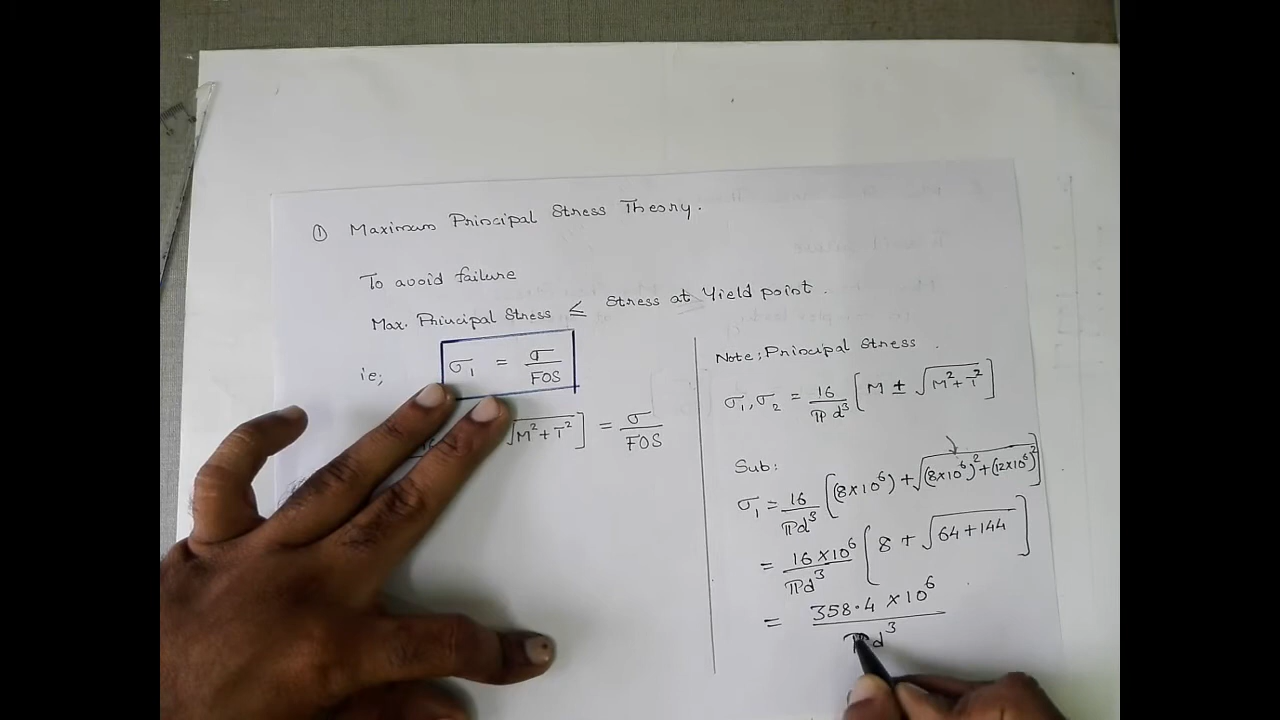 ① Maximum Principal Stress Theory.
To avoid failure
Max. Principal Stress ≤ Stress at Yield point.
ie; σ₁ = σ / FOS
√(M² + T²) ] = σ / FOS
Note: Principal Stress.
σ₁, σ₂ = 16 / πd³ [ M ± √(M² + T²) ]
Sub:
σ₁ = 16 / πd³ [ (8×10⁶) + √((8×10⁶)² + (12×10⁶)²) ]
= 16×10⁶ / πd³ [ 8 + √(64+144) ]
= 358.4 ×10⁶ / πd³